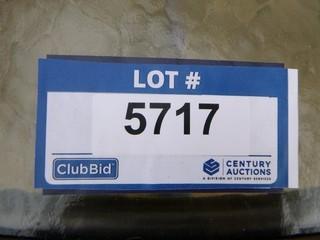 LOT #
5717
ClubBid
CENTURY
AUCTIONS
A DIVISION OF CENTURY SERVICES